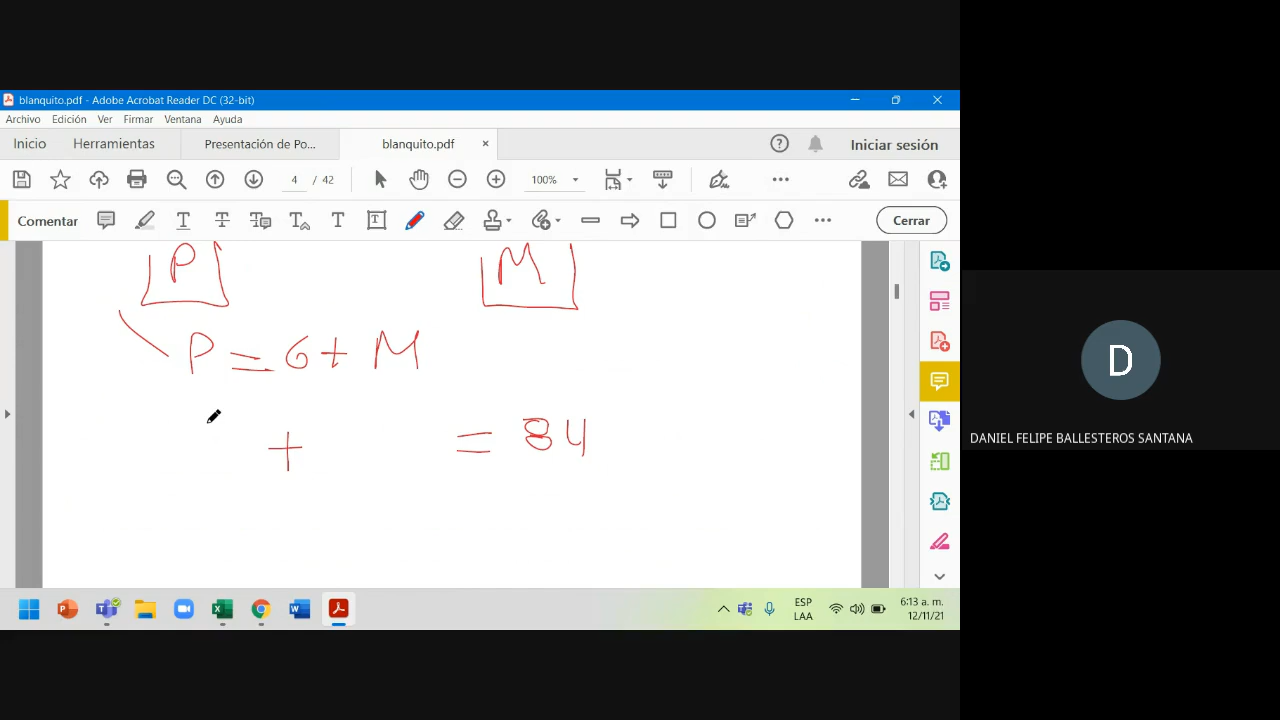 blanquito.pdf - Adobe Acrobat Reader DC (32-bit)
Archivo Edición Ver Firmar Ventana Ayuda
Inicio Herramientas Presentación de Po... blanquito.pdf × Iniciar sesión
4 / 42 100%
Comentar Cerrar
P M
P = 6 + M
+ = 84
D
DANIEL FELIPE BALLESTEROS SANTANA
ESP 6:13 a. m.
LAA 12/11/21